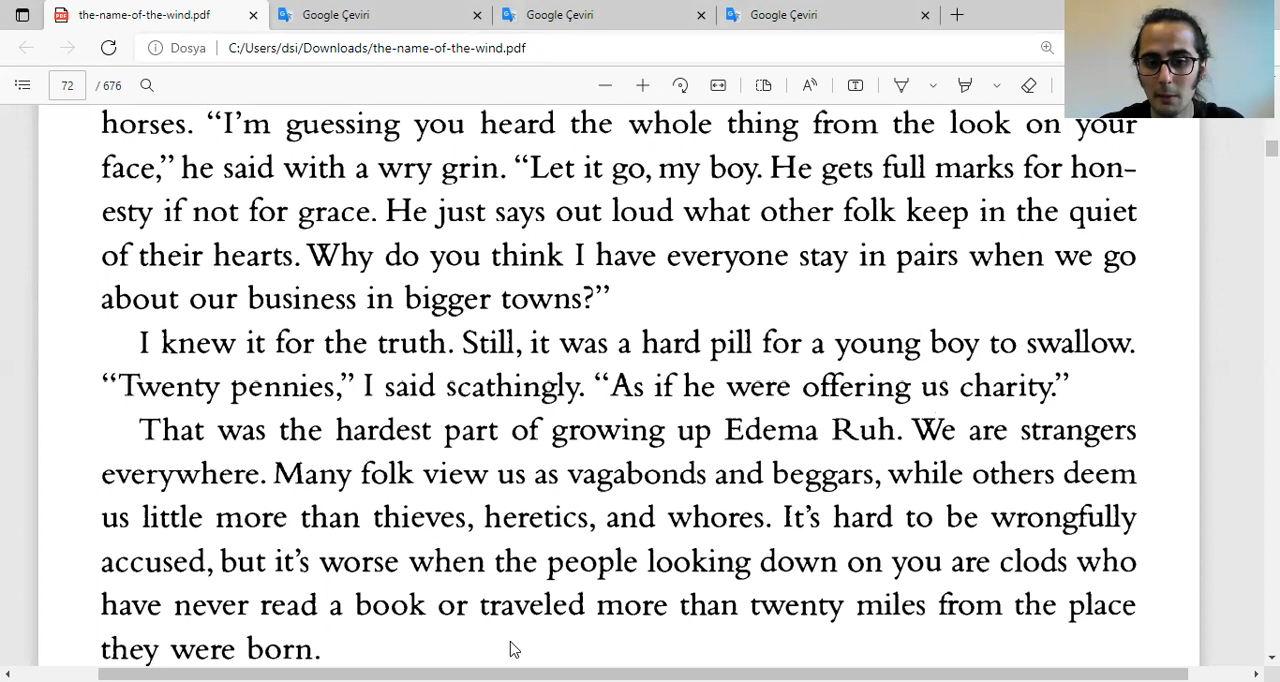 the-name-of-the-wind.pdf
Google Çeviri
Google Çeviri
Google Çeviri
Dosya
C:/Users/dsi/Downloads/the-name-of-the-wind.pdf
72 / 676
horses. “I’m guessing you heard the whole thing from the look on your
face,” he said with a wry grin. “Let it go, my boy. He gets full marks for hon-
esty if not for grace. He just says out loud what other folk keep in the quiet
of their hearts. Why do you think I have everyone stay in pairs when we go
about our business in bigger towns?”
I knew it for the truth. Still, it was a hard pill for a young boy to swallow.
“Twenty pennies,” I said scathingly. “As if he were offering us charity.”
That was the hardest part of growing up Edema Ruh. We are strangers
everywhere. Many folk view us as vagabonds and beggars, while others deem
us little more than thieves, heretics, and whores. It’s hard to be wrongfully
accused, but it’s worse when the people looking down on you are clods who
have never read a book or traveled more than twenty miles from the place
they were born.